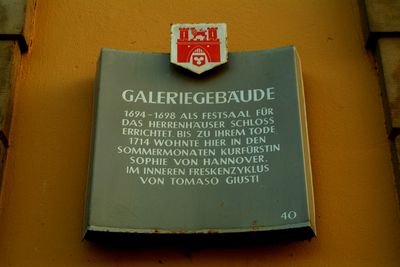 GALERIEGEBÄUDE
1694-1698 ALS FESTSAAL FÜR
DAS HERRENHÄUSER SCHLOSS
ERRICHTET. BIS ZU IHREM TODE
1714 WOHNTE HIER IN DEN
SOMMERMONATEN KURFÜRSTIN
SOPHIE VON HANNOVER.
IM INNEREN FRESKENZYKLUS
VON TOMASO GIUSTI
40